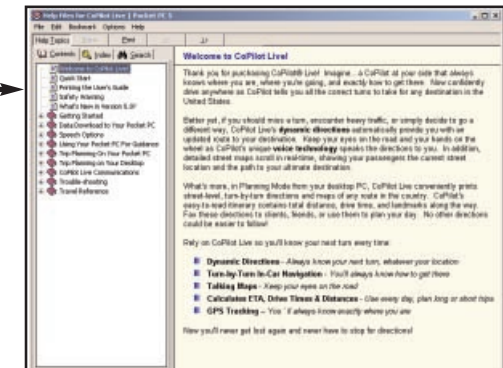 Help Files for CoPilot Live | Pocket PC 5
File Edit Bookmark Options Help
Help Topics Back Print << >>
Contents Index Search
Welcome to CoPilot Live!
Quick Start
Printing the User's Guide
Safety Warning
What's New in Version 5.0?
Getting Started
Data Download to Your Pocket PC
Speech Options
Using Your Pocket PC For Guidance
Trip Planning On Your Pocket PC
Trip Planning on Your Desktop
CoPilot Live Communications
Trouble-shooting
Travel Reference
Welcome to CoPilot Live!
Thank you for purchasing CoPilot® Live! Imagine... a CoPilot at your side that always
knows where you are, where you're going, and exactly how to get there. Now confidently
drive anywhere as CoPilot tells you all the correct turns to take for any destination in the
United States.
Better yet, if you should miss a turn, encounter heavy traffic, or simply decide to go a
different way, CoPilot Live's dynamic directions automatically provide you with an
updated route to your destination. Keep your eyes on the road and your hands on the
wheel as CoPilot's unique voice technology speaks the directions to you. In addition,
detailed street maps scroll in real-time, showing your passengers the current street
location and the path to your ultimate destination.
What's more, in Planning Mode from your desktop PC, CoPilot Live conveniently prints
street-level, turn-by-turn directions and maps of any route in the country. CoPilot's
easy-to-read itinerary contains total distance, drive time, and landmarks along the way.
Fax these directions to clients, friends, or use them to plan your day. No other directions
could be easier to follow!
Rely on CoPilot Live so you'll know your next turn every time.
Dynamic Directions - Always know your next turn, whatever your location
Turn-by-Turn In-Car Navigation - You'll always know how to get there
Talking Maps - Keep your eyes on the road
Calculates ETA, Drive Times & Distances - Use every day, plan long or short trips
GPS Tracking – You´ll always know exactly where you are
Now you'll never get lost again and never have to stop for directions!